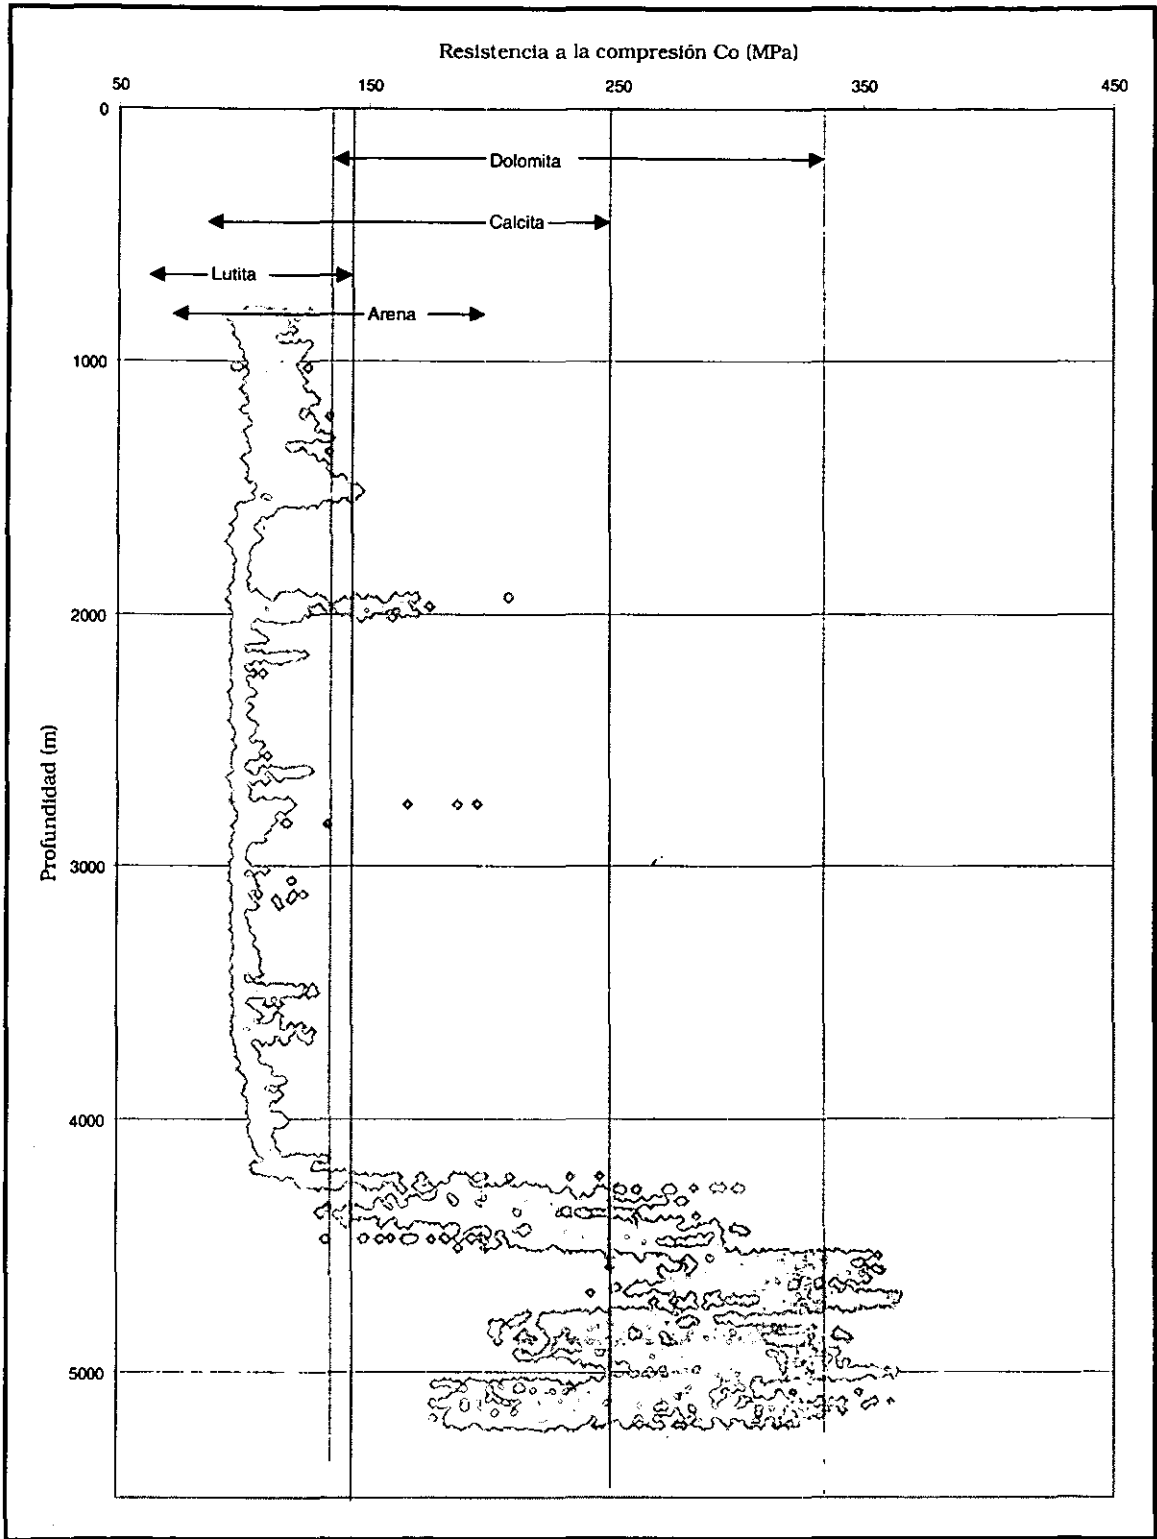 Resistencia a la compresión Co (MPa)
50 150 250 350 450
0
Dolomita
Calcita
Lutita
Arena
1000
2000
Profundidad (m)
3000
4000
5000